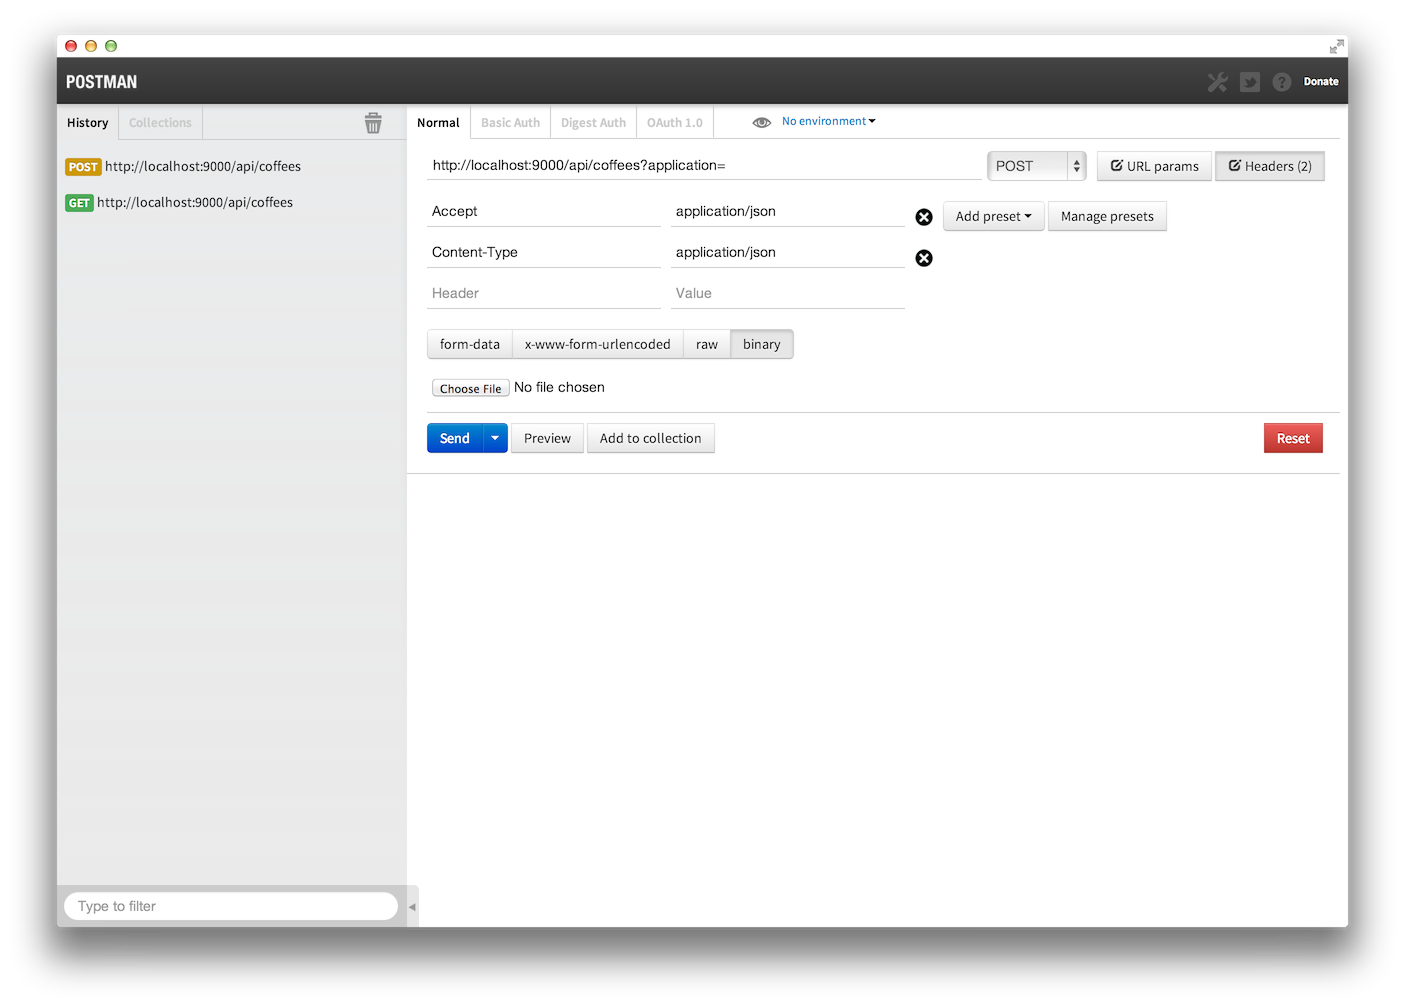 POSTMAN
Donate
History
Collections
Normal
Basic Auth
Digest Auth
OAuth 1.0
No environment
POST http://localhost:9000/api/coffees
GET http://localhost:9000/api/coffees
http://localhost:9000/api/coffees?application=
POST
URL params
Headers (2)
Accept
application/json
Add preset
Manage presets
Content-Type
application/json
Header
Value
form-data
x-www-form-urlencoded
raw
binary
Choose File
No file chosen
Send
Preview
Add to collection
Reset
Type to filter